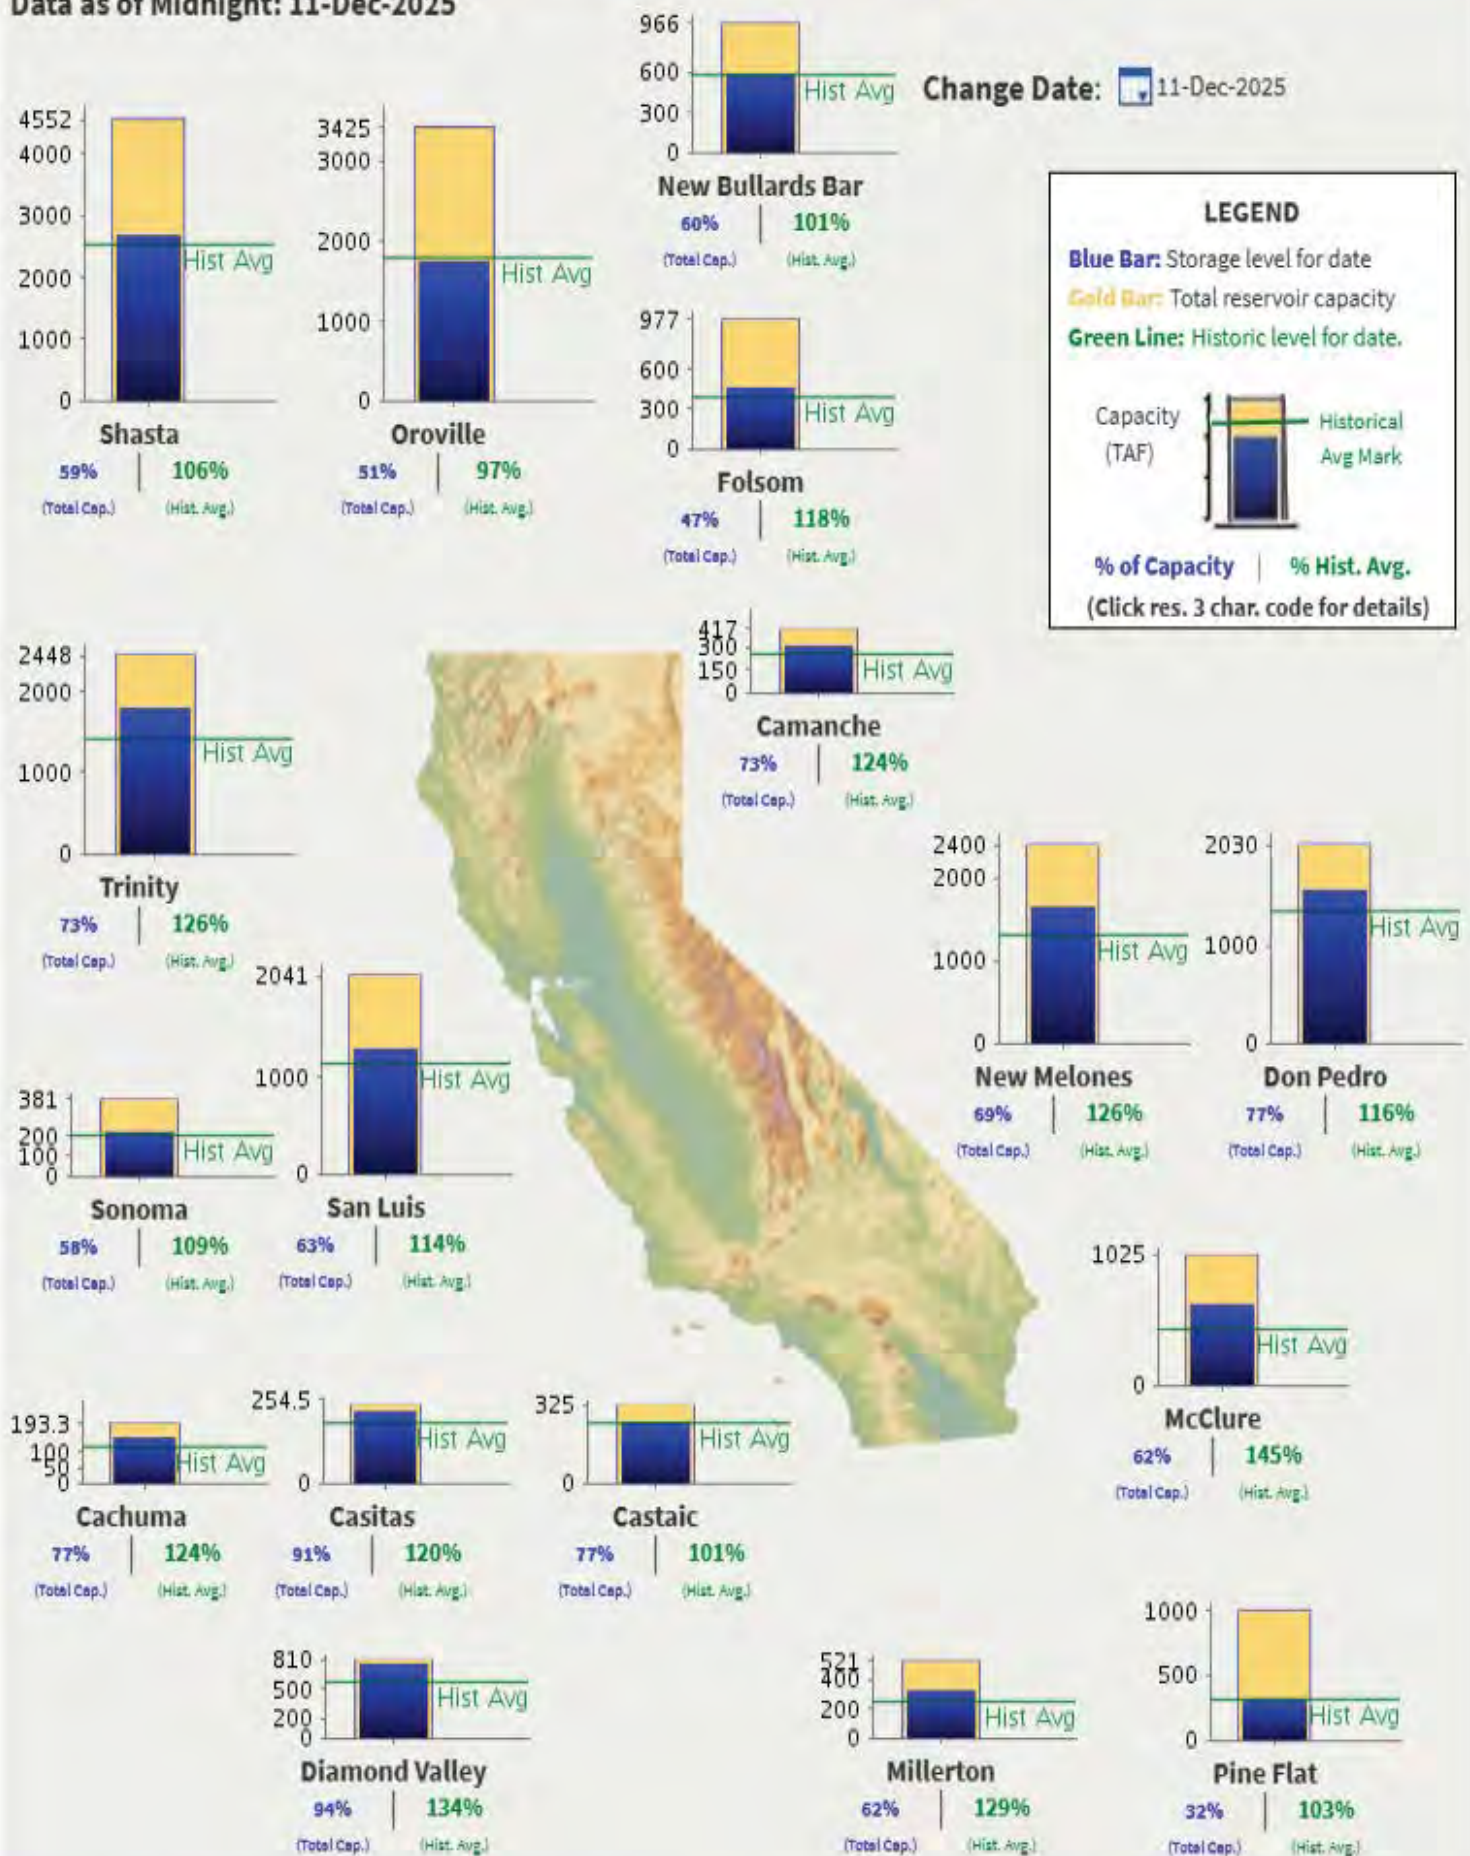 Data as of Midnight: 11-Dec-2025
Change Date: 11-Dec-2025
966
600
300
0
Hist Avg
New Bullards Bar
60% | 101%
(Total Cap.) (Hist. Avg.)
4552
4000
3000
2000
1000
0
Hist Avg
Shasta
59% | 106%
(Total Cap.) (Hist. Avg.)
3425
3000
2000
1000
0
Hist Avg
Oroville
51% | 97%
(Total Cap.) (Hist. Avg.)
977
600
300
0
Hist Avg
Folsom
47% | 118%
(Total Cap.) (Hist. Avg.)
LEGEND
Blue Bar: Storage level for date
Gold Bar: Total reservoir capacity
Green Line: Historic level for date.
Capacity
(TAF)
Historical
Avg Mark
% of Capacity | % Hist. Avg.
(Click res. 3 char. code for details)
2448
2000
1000
0
Hist Avg
Trinity
73% | 126%
(Total Cap.) (Hist. Avg.)
417
300
150
0
Hist Avg
Camanche
73% | 124%
(Total Cap.) (Hist. Avg.)
2400
2000
1000
0
Hist Avg
New Melones
69% | 126%
(Total Cap.) (Hist. Avg.)
2030
1000
0
Hist Avg
Don Pedro
77% | 116%
(Total Cap.) (Hist. Avg.)
381
200
100
0
Hist Avg
Sonoma
58% | 109%
(Total Cap.) (Hist. Avg.)
2041
1000
0
Hist Avg
San Luis
63% | 114%
(Total Cap.) (Hist. Avg.)
1025
0
Hist Avg
McClure
62% | 145%
(Total Cap.) (Hist. Avg.)
193.3
100
50
0
Hist Avg
Cachuma
77% | 124%
(Total Cap.) (Hist. Avg.)
254.5
0
Hist Avg
Casitas
91% | 120%
(Total Cap.) (Hist. Avg.)
325
0
Hist Avg
Castaic
77% | 101%
(Total Cap.) (Hist. Avg.)
810
500
200
0
Hist Avg
Diamond Valley
94% | 134%
(Total Cap.) (Hist. Avg.)
521
400
200
0
Hist Avg
Millerton
62% | 129%
(Total Cap.) (Hist. Avg.)
1000
500
0
Hist Avg
Pine Flat
32% | 103%
(Total Cap.) (Hist. Avg.)